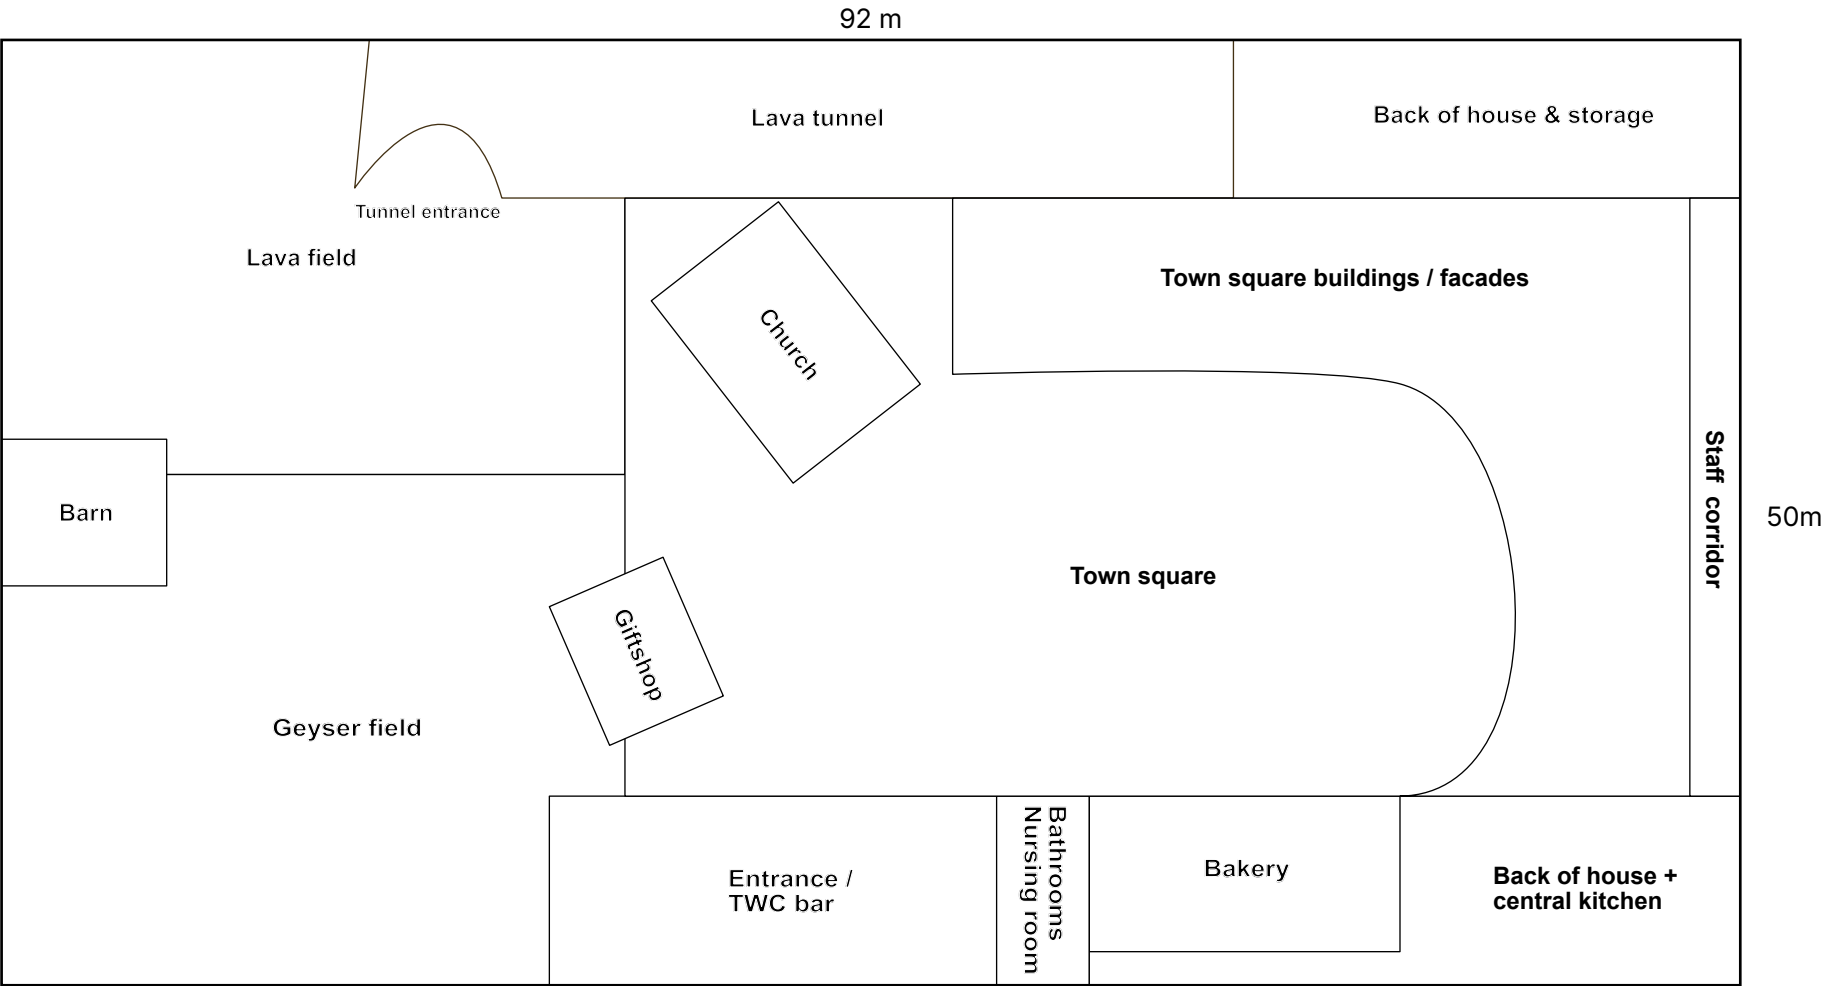 92 m
Lava tunnel
Back of house & storage
Tunnel entrance
Lava field
Town square buildings / facades
Church
Staff corridor
Barn
50m
Town square
Giftshop
Geyser field
Entrance /
TWC bar
Bathrooms
Nursing room
Bakery
Back of house +
central kitchen